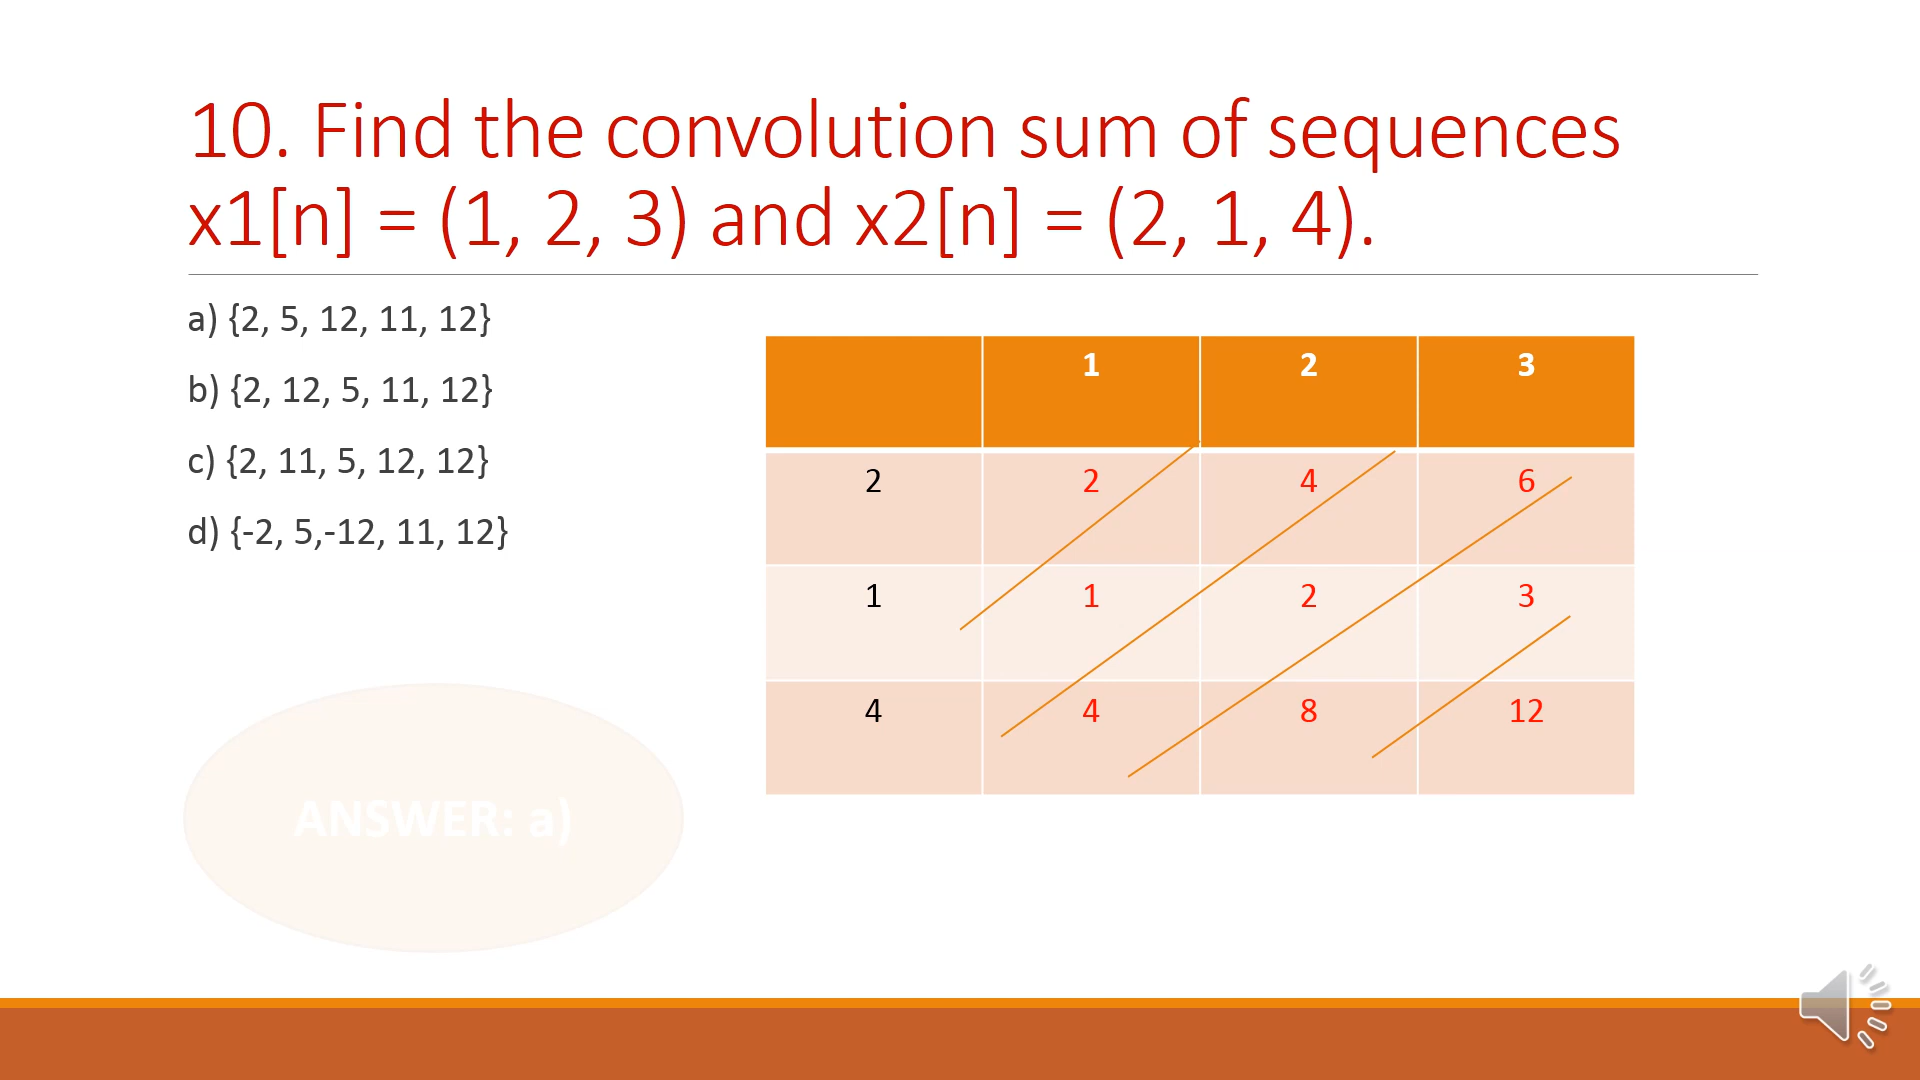 10. Find the convolution sum of sequences
x1[n] = (1, 2, 3) and x2[n] = (2, 1, 4).
a) {2, 5, 12, 11, 12}
b) {2, 12, 5, 11, 12}
c) {2, 11, 5, 12, 12}
d) {-2, 5,-12, 11, 12}
1 2 3
2 2 4 6
1 1 2 3
4 4 8 12
ANSWER: a)